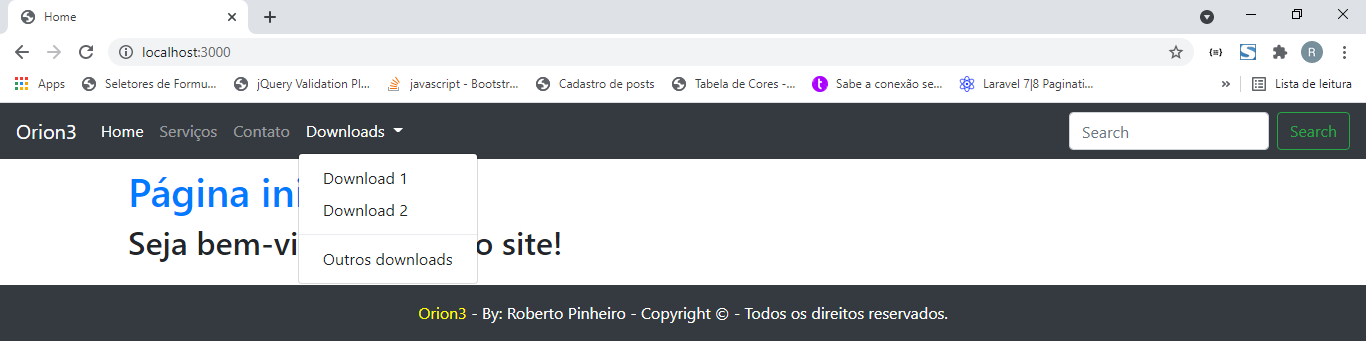 Home
localhost:3000
R
Apps Seletores de Formu... jQuery Validation Pl... javascript - Bootstr... Cadastro de posts Tabela de Cores -... Sabe a conexão se... Laravel 7|8 Paginati... » Lista de leitura
Orion3 Home Serviços Contato Downloads Search Search
Download 1
Página ini
Download 2
Seja bem-vi o site!
Outros downloads
Orion3 - By: Roberto Pinheiro - Copyright © - Todos os direitos reservados.